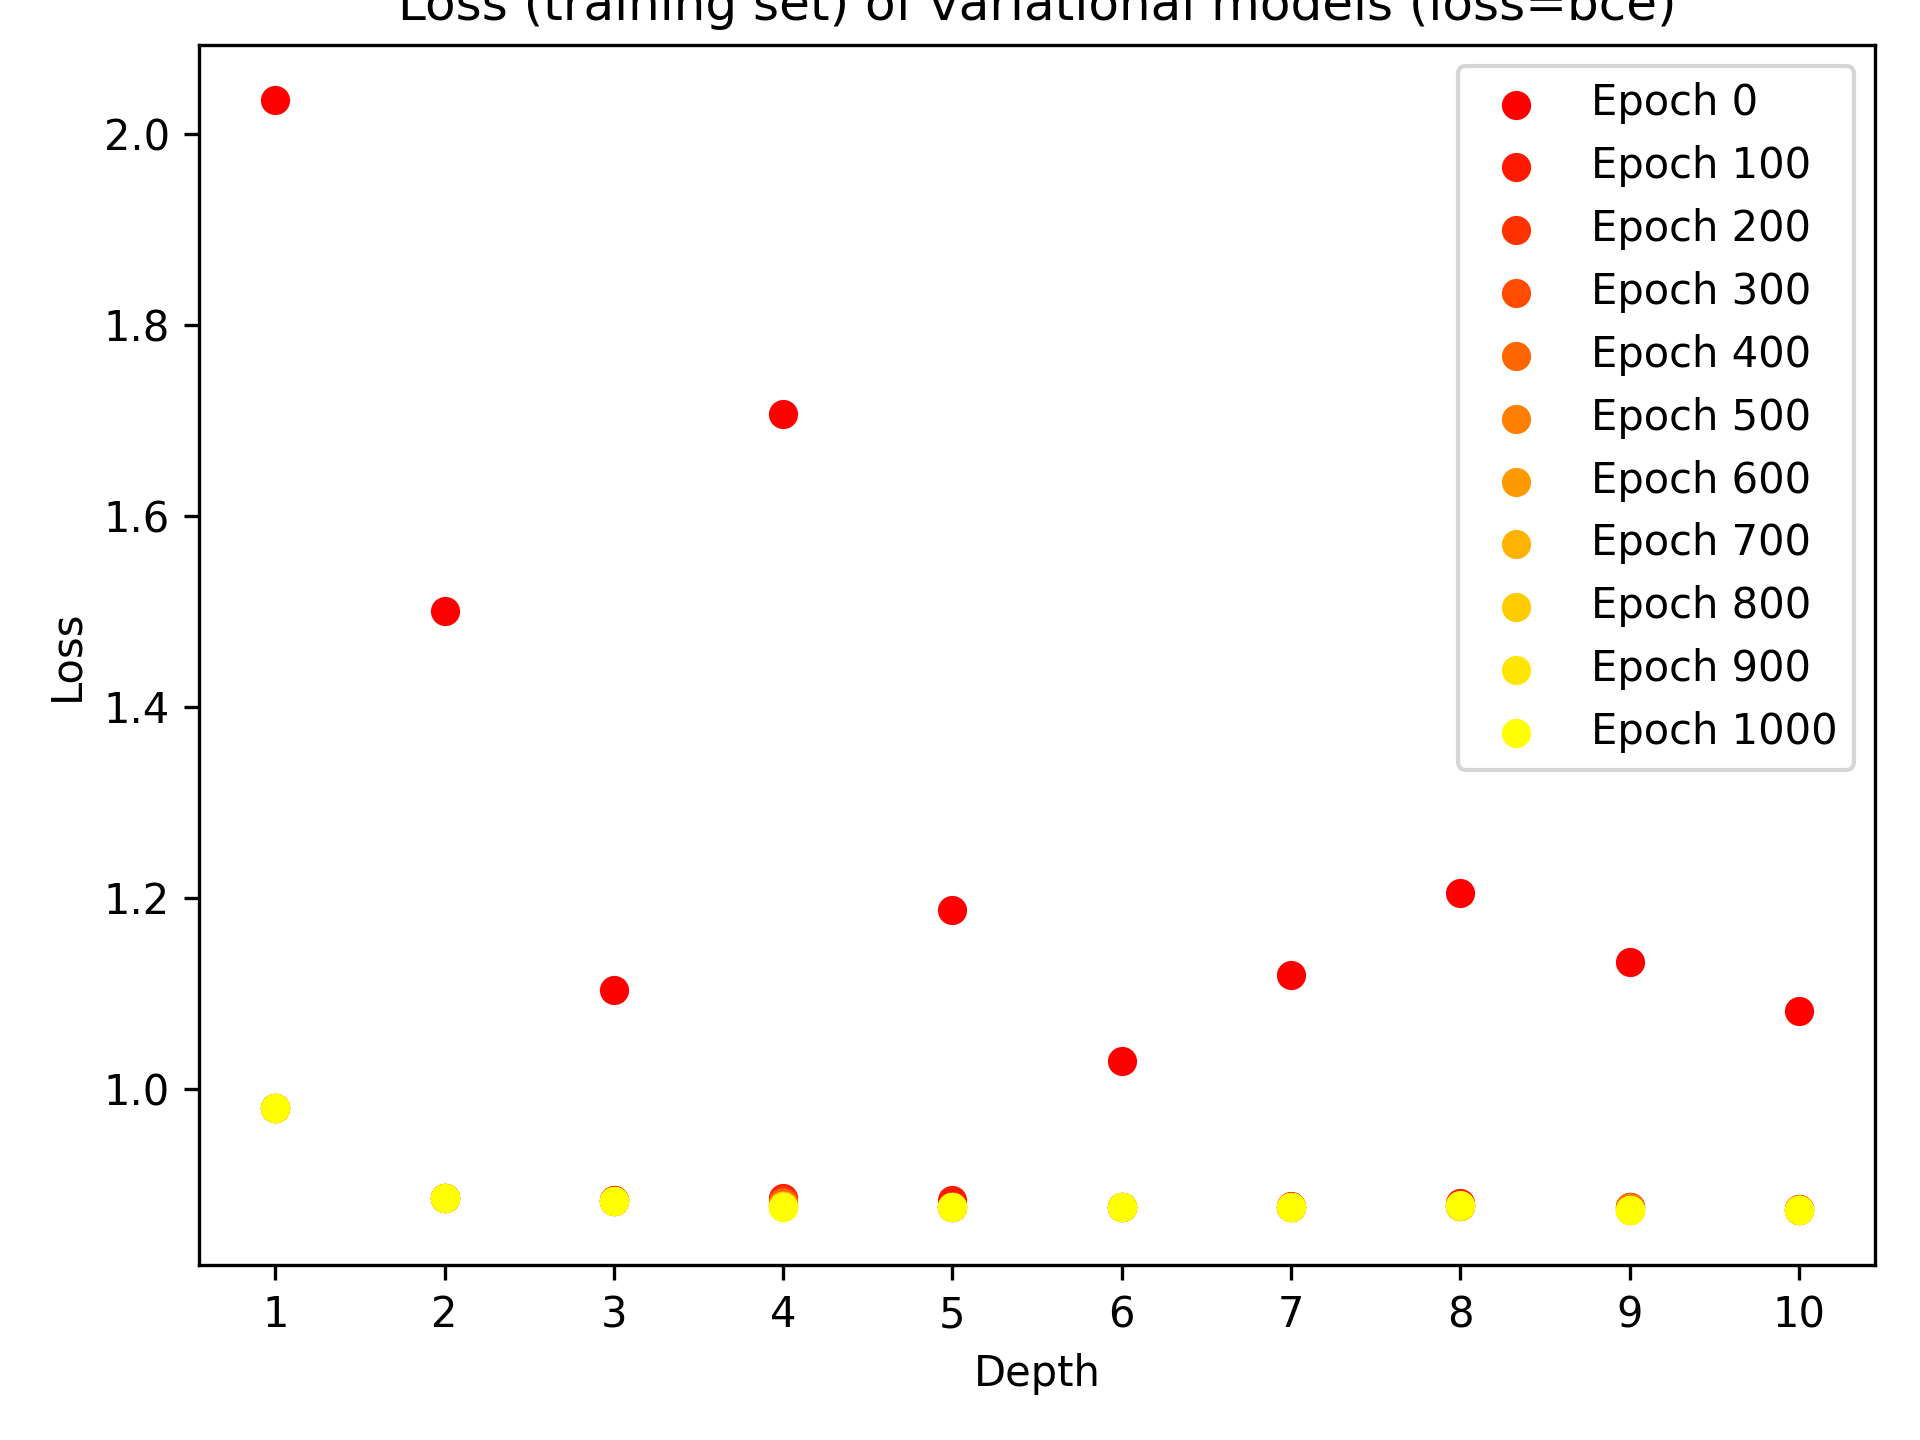 Loss (training set) of variational models (loss=bce)
2.0
1.8
1.6
1.4
1.2
1.0
Loss
Epoch 0
Epoch 100
Epoch 200
Epoch 300
Epoch 400
Epoch 500
Epoch 600
Epoch 700
Epoch 800
Epoch 900
Epoch 1000
1 2 3 4 5 6 7 8 9 10
Depth